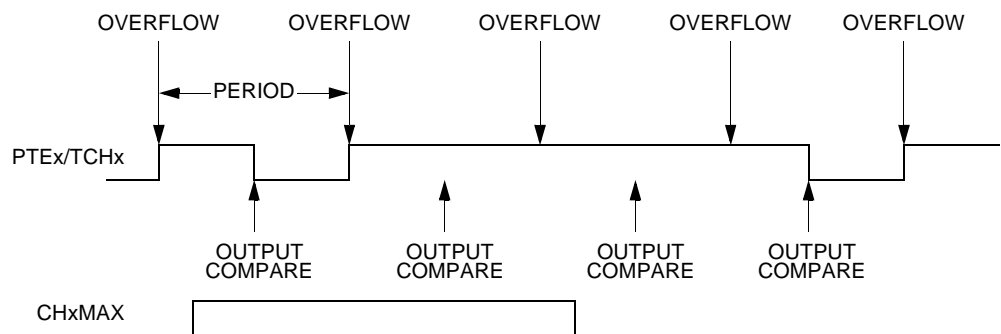 OVERFLOW OVERFLOW OVERFLOW OVERFLOW OVERFLOW
PERIOD
PTEx/TCHx
OUTPUT OUTPUT OUTPUT OUTPUT
COMPARE COMPARE COMPARE COMPARE
CHxMAX